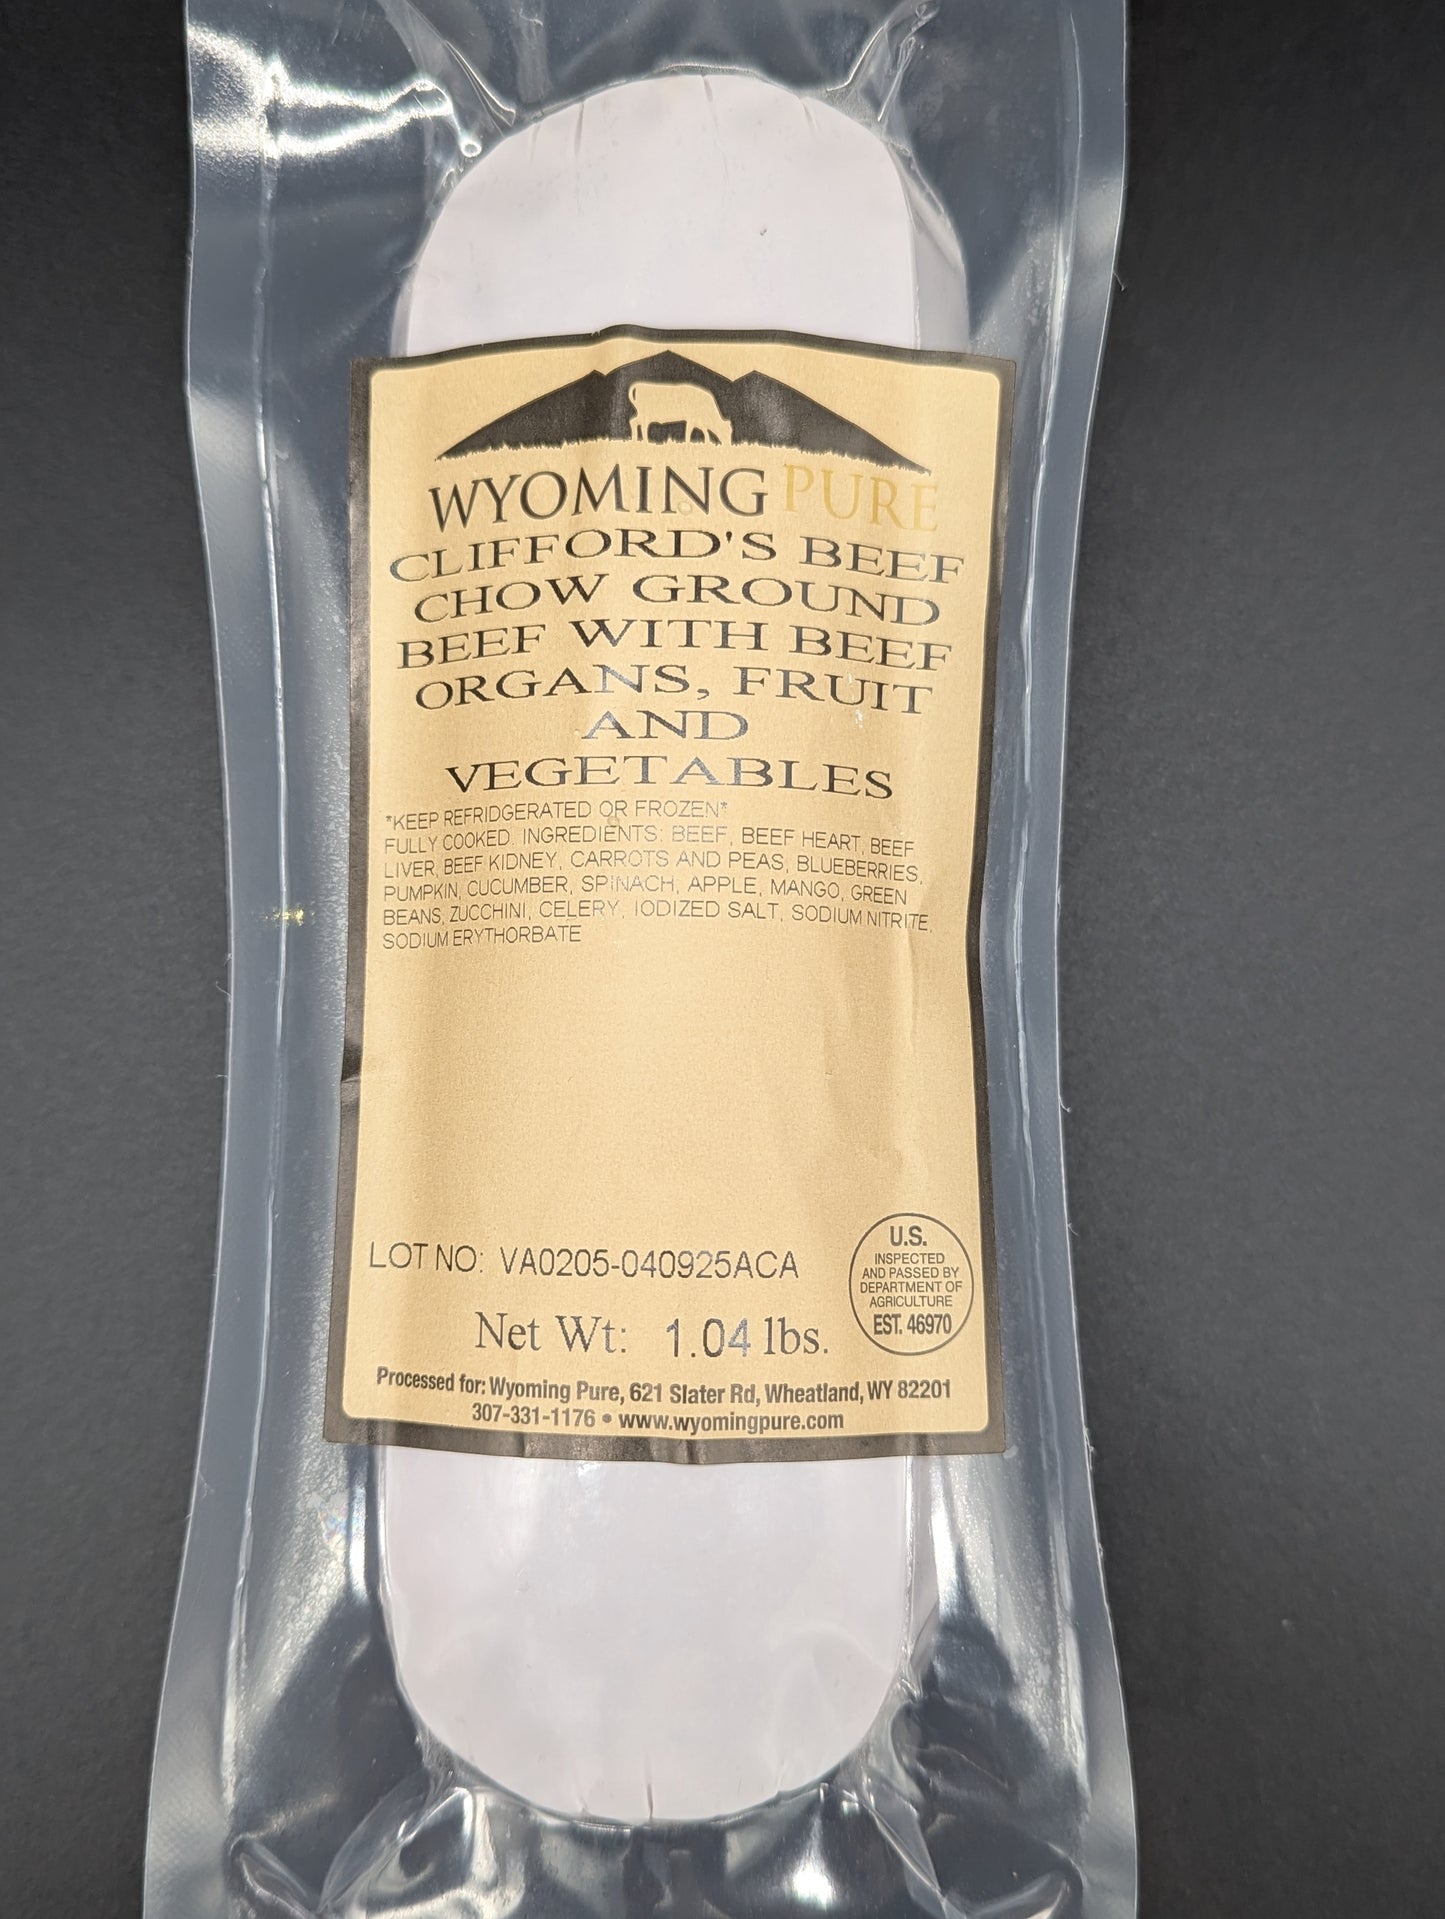 WYOMING PURE
CLIFFORD'S BEEF
CHOW GROUND
BEEF WITH BEEF
ORGANS, FRUIT
AND
VEGETABLES
*KEEP REFRIDGERATED OR FROZEN*
FULLY COOKED. INGREDIENTS: BEEF, BEEF HEART, BEEF
LIVER, BEEF KIDNEY, CARROTS AND PEAS, BLUEBERRIES,
PUMPKIN, CUCUMBER, SPINACH, APPLE, MANGO, GREEN
BEANS, ZUCCHINI, CELERY, IODIZED SALT, SODIUM NITRITE,
SODIUM ERYTHORBATE
LOT NO: VA0205-040925ACA
U.S.
INSPECTED
AND PASSED BY
DEPARTMENT OF
AGRICULTURE
EST. 46970
Net Wt: 1.04 lbs.
Processed for: Wyoming Pure, 621 Slater Rd, Wheatland, WY 82201
307-331-1176 • www.wyomingpure.com